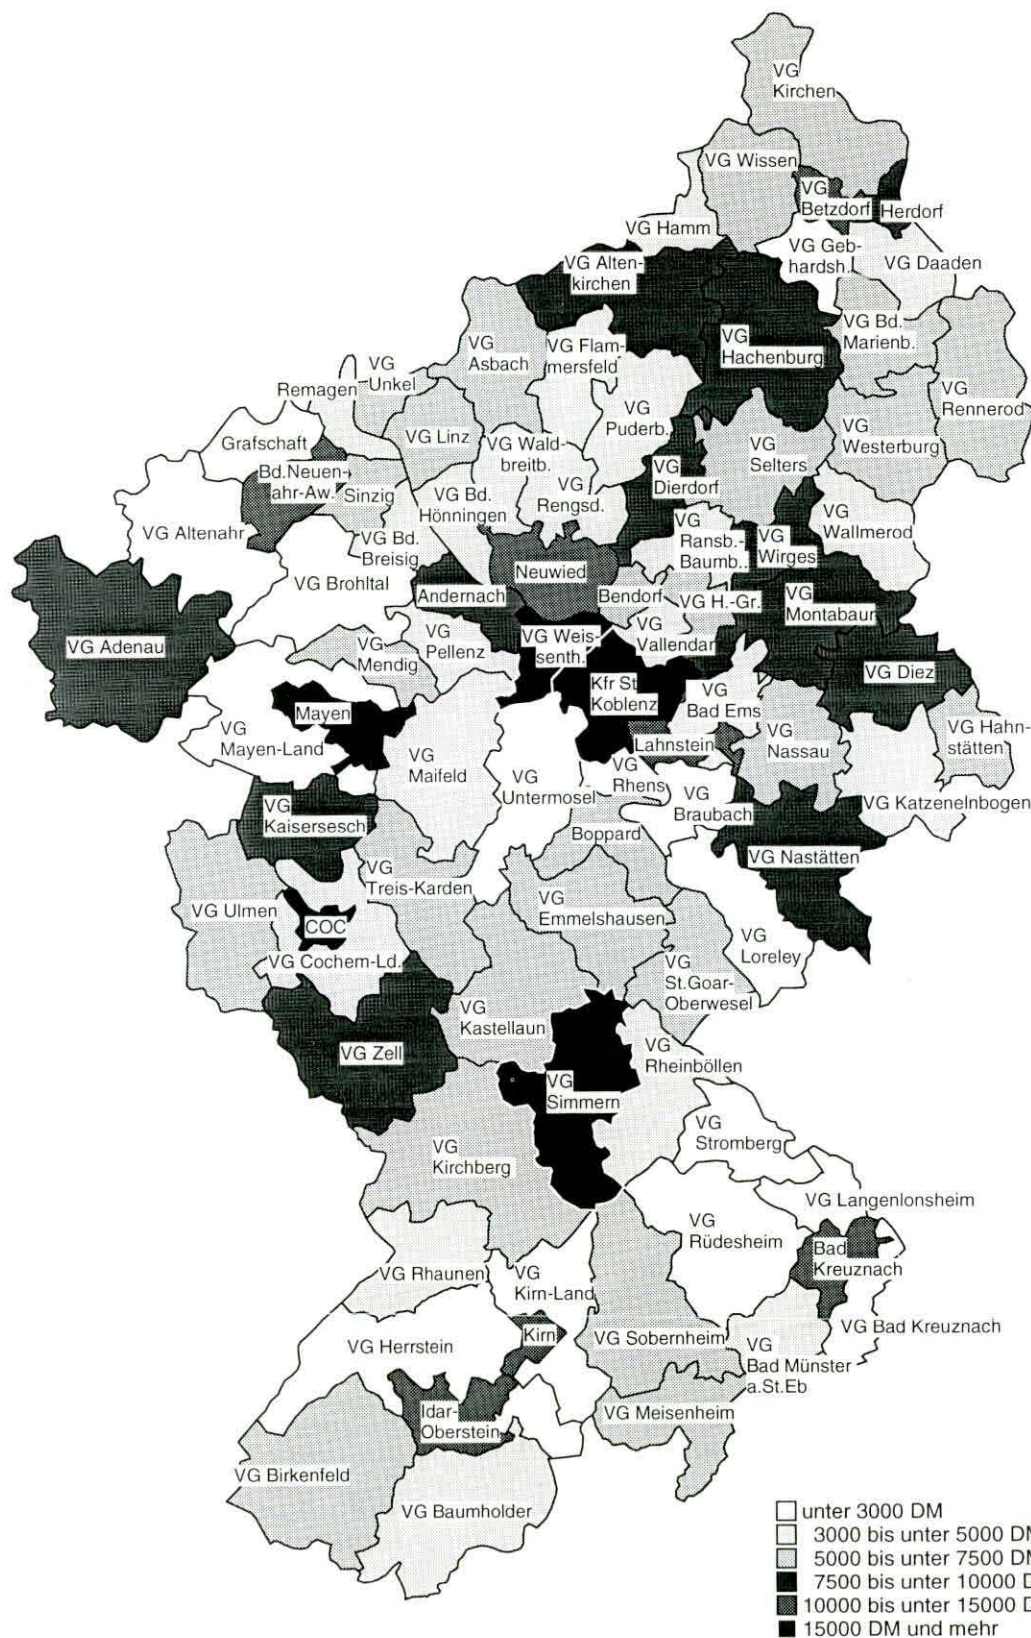 VG
Kirchen
VG Wissen
VG
Betzdorf
Herdorf
VG Hamm
VG Geb-
hardsh.
VG Daaden
VG Alten-
kirchen
VG Bd.
Marienb.
VG
Hachenburg
VG
Rennerod
VG
Asbach
VG Flam-
mersfeld
VG
Unkel
Remagen
VG
Puderb.
VG
Westerburg
Grafschaft
VG Linz
VG Wald-
breitb.
VG
Selters
Bd.Neuen-
ahr-Aw.
Sinzig
VG
Dierdorf
VG Bd.
Hönningen
VG
Rengsd.
VG Altenahr
VG Bd.
Breisig
VG
Ransb.-
Baumb..
VG
Wirges
VG
Wallmerod
VG Brohltal
Neuwied
Andernach
Bendorf
VG H.-Gr.
VG
Montabaur
VG Adenau
VG
Mendig
VG
Pellenz
VG Weis-
senth.
VG
Vallendar
VG Diez
Mayen
Kfr St
Koblenz
VG
Bad Ems
VG
Mayen-Land
VG
Maifeld
Lahnstein
VG
Nassau
VG Hahn-
stätten
VG
Untermosel
VG
Rhens
VG
Braubach
VG Katzenelnbogen
VG
Kaisersesch
Boppard
VG Nastätten
VG
Treis-Karden
VG Ulmen
VG
Emmelshausen
COC
VG
Loreley
VG Cochem-Ld.
VG
St.Goar-
Oberwesel
VG
Kastellaun
VG Zell
VG
Rheinböllen
VG
Simmern
VG
Stromberg
VG
Kirchberg
VG Langenlonsheim
VG
Rüdesheim
Bad
Kreuznach
VG Rhaunen
VG
Kirn-Land
Kirn
VG Sobernheim
VG Bad Kreuznach
VG Herrstein
VG
Bad Münster
a.St.Eb
Idar-
Oberstein
VG Meisenheim
VG Birkenfeld
VG Baumholder
unter 3000 DM
3000 bis unter 5000 DM
5000 bis unter 7500 DM
7500 bis unter 10000 D
10000 bis unter 15000 D
15000 DM und mehr